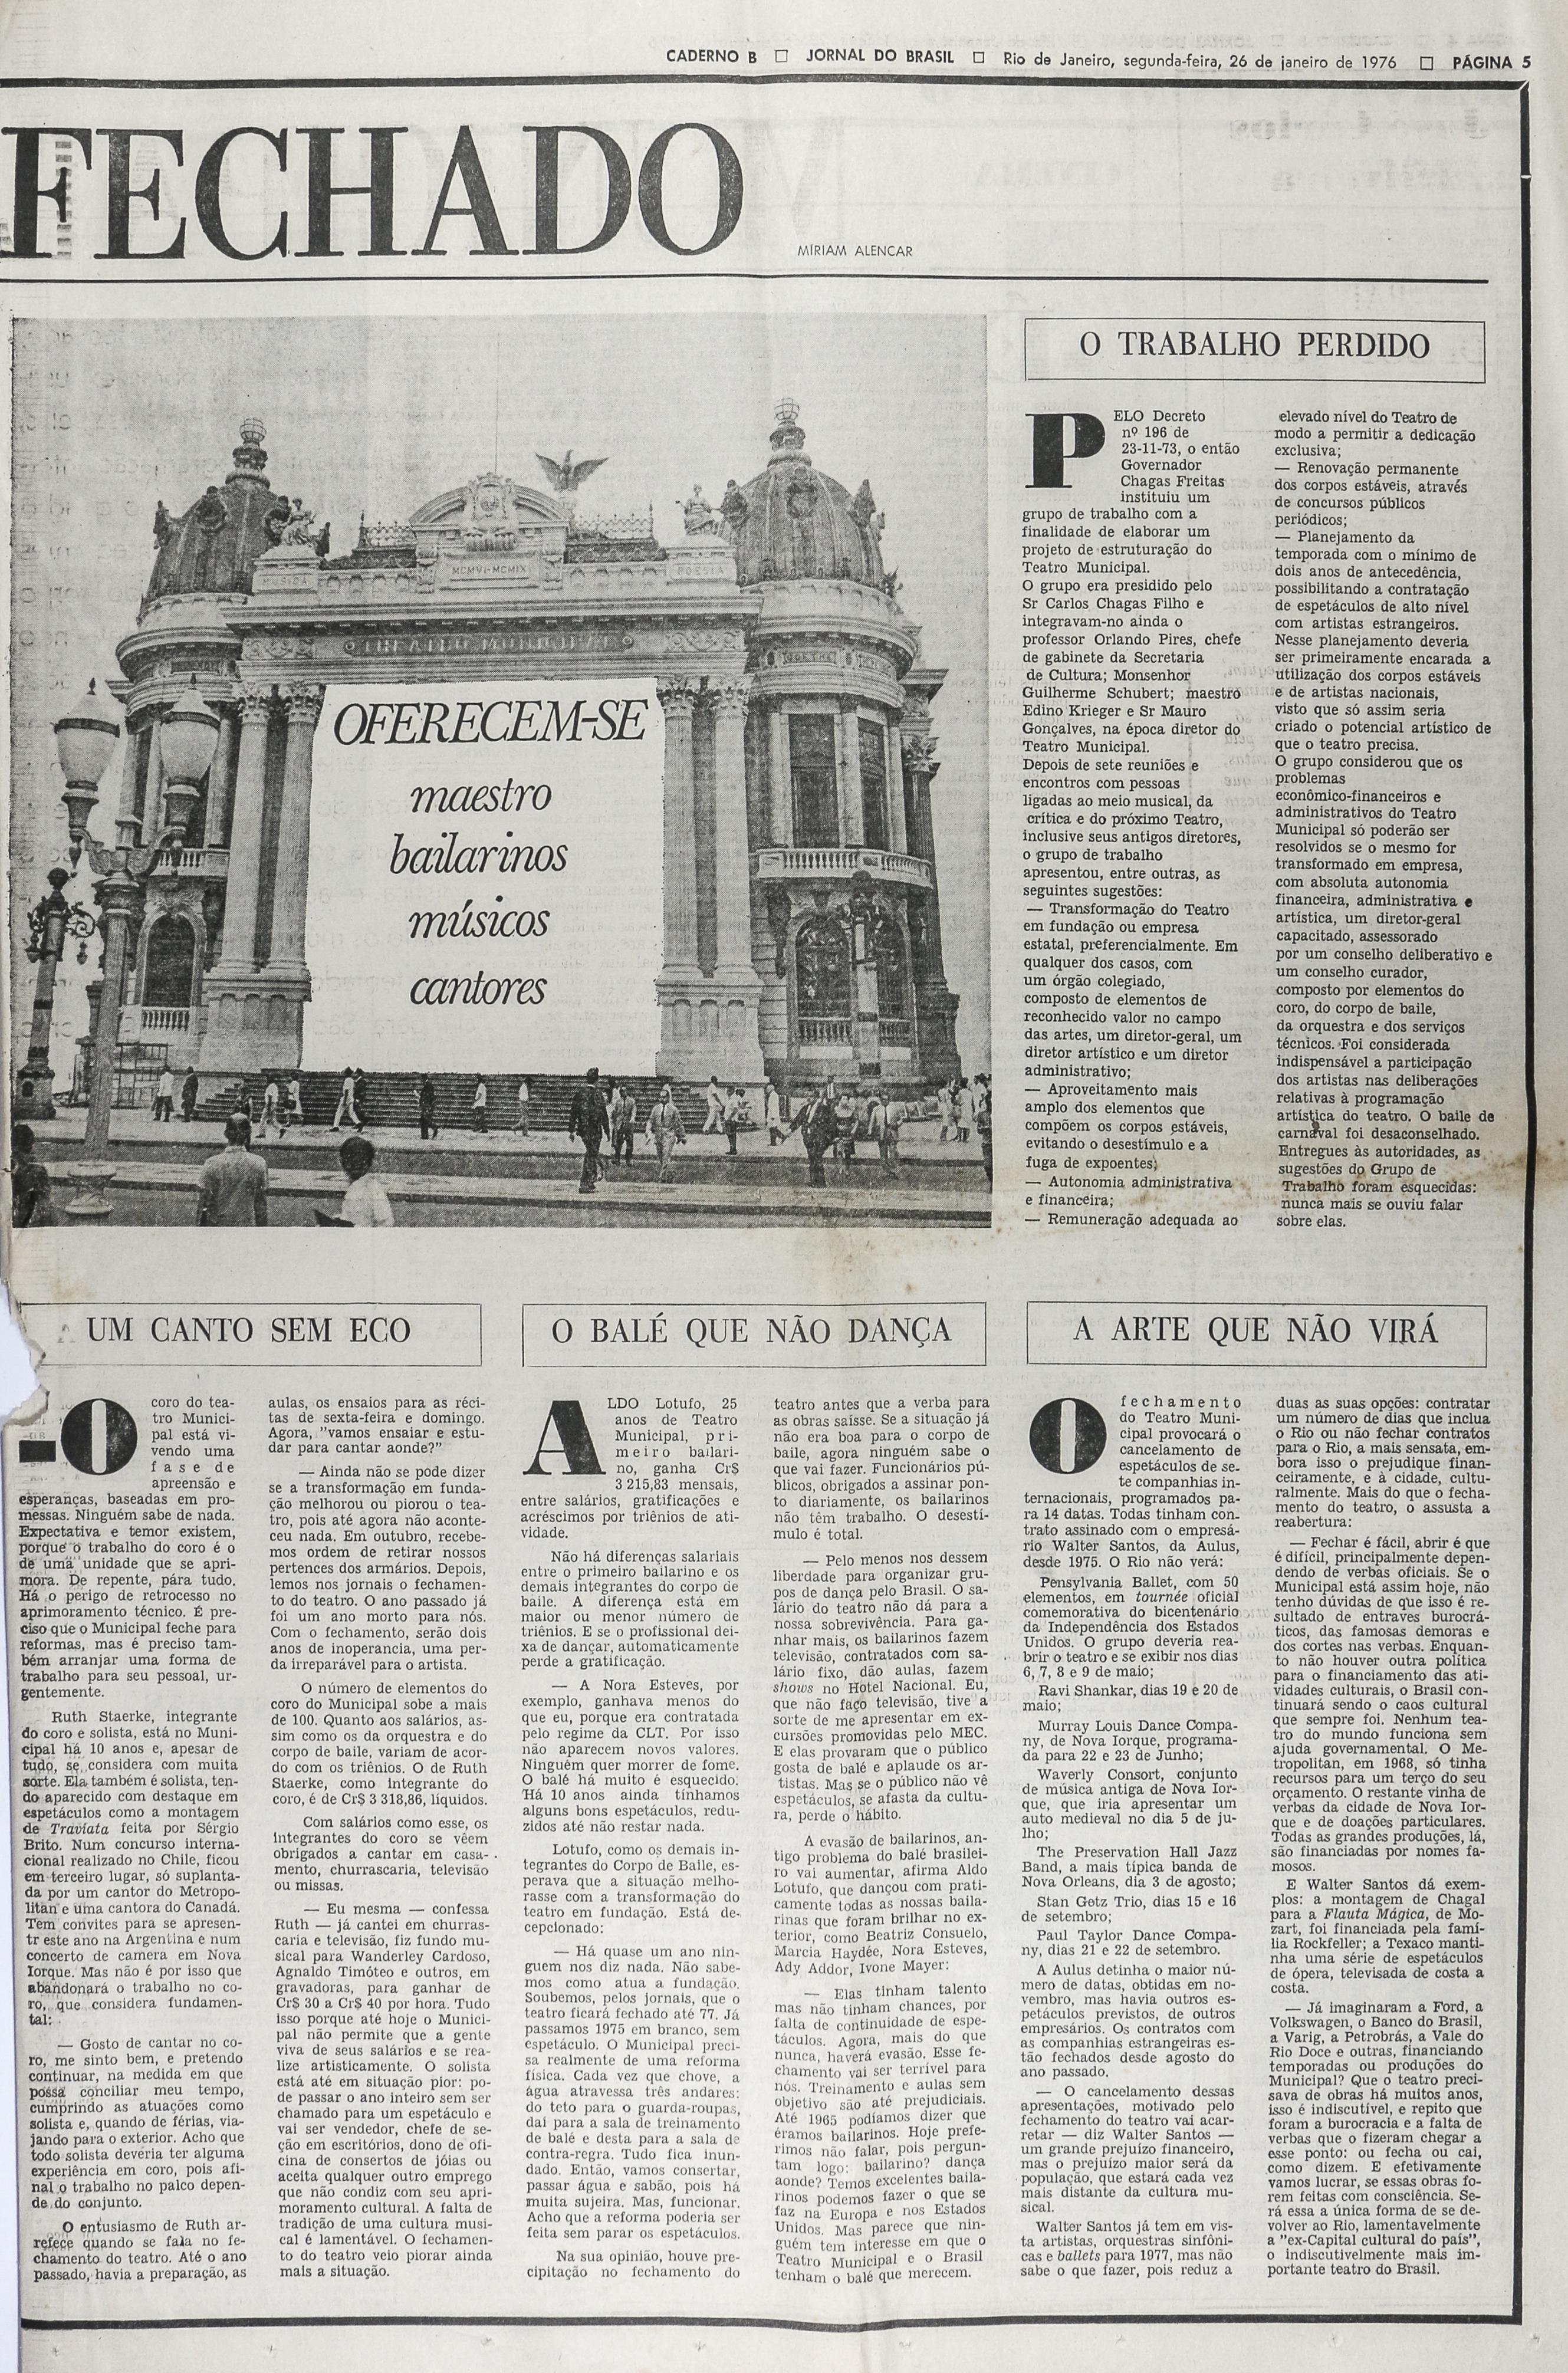 CADERNO B □ JORNAL DO BRASIL □ Rio de Janeiro, segunda-feira, 26 de janeiro de 1976 □ PÁGINA 5
FECHADO
MÍRIAM ALENCAR
MUSICA
MCMVI-MCMIX
POESIA
THEATRO MUNICIPAL
GOETHE
OFERECEM-SE
maestro
bailarinos
músicos
cantores
O TRABALHO PERDIDO
PELO Decreto
nº 196 de
23-11-73, o então
Governador
Chagas Freitas
instituiu um
grupo de trabalho com a
finalidade de elaborar um
projeto de estruturação do
Teatro Municipal.
O grupo era presidido pelo
Sr Carlos Chagas Filho e
integravam-no ainda o
professor Orlando Pires, chefe
de gabinete da Secretaria
de Cultura; Monsenhor
Guilherme Schubert; maestro
Edino Krieger e Sr Mauro
Gonçalves, na época diretor do
Teatro Municipal.
Depois de sete reuniões e
encontros com pessoas
ligadas ao meio musical, da
crítica e do próximo Teatro,
inclusive seus antigos diretores,
o grupo de trabalho
apresentou, entre outras, as
seguintes sugestões:
— Transformação do Teatro
em fundação ou empresa
estatal, preferencialmente. Em
qualquer dos casos, com
um órgão colegiado,
composto de elementos de
reconhecido valor no campo
das artes, um diretor-geral, um
diretor artístico e um diretor
administrativo;
— Aproveitamento mais
amplo dos elementos que
compõem os corpos estáveis,
evitando o desestímulo e a
fuga de expoentes;
— Autonomia administrativa
e financeira;
— Remuneração adequada ao
elevado nível do Teatro de
modo a permitir a dedicação
exclusiva;
— Renovação permanente
dos corpos estáveis, através
de concursos públicos
periódicos;
— Planejamento da
temporada com o mínimo de
dois anos de antecedência,
possibilitando a contratação
de espetáculos de alto nível
com artistas estrangeiros.
Nesse planejamento deveria
ser primeiramente encarada a
utilização dos corpos estáveis
e de artistas nacionais,
visto que só assim seria
criado o potencial artístico de
que o teatro precisa.
O grupo considerou que os
problemas
econômico-financeiros e
administrativos do Teatro
Municipal só poderão ser
resolvidos se o mesmo for
transformado em empresa,
com absoluta autonomia
financeira, administrativa e
artística, um diretor-geral
capacitado, assessorado
por um conselho deliberativo e
um conselho curador,
composto por elementos do
coro, do corpo de baile,
da orquestra e dos serviços
técnicos. Foi considerada
indispensável a participação
dos artistas nas deliberações
relativas à programação
artística do teatro. O baile de
carnaval foi desaconselhado.
Entregues às autoridades, as
sugestões do Grupo de
Trabalho foram esquecidas:
nunca mais se ouviu falar
sobre elas.
UM CANTO SEM ECO
—O coro do tea-
tro Munici-
pal está vi-
vendo uma
fase de
apreensão e
esperanças, baseadas em pro-
messas. Ninguém sabe de nada.
Expectativa e temor existem,
porque o trabalho do coro é o
de uma unidade que se apri-
mora. De repente, pára tudo.
Há o perigo de retrocesso no
aprimoramento técnico. É pre-
ciso que o Municipal feche para
reformas, mas é preciso tam-
bém arranjar uma forma de
trabalho para seu pessoal, ur-
gentemente.
Ruth Staerke, integrante
do coro e solista, está no Muni-
cipal há 10 anos e, apesar de
tudo, se considera com muita
sorte. Ela também é solista, ten-
do aparecido com destaque em
espetáculos como a montagem
de Traviata feita por Sérgio
Brito. Num concurso interna-
cional realizado no Chile, ficou
em terceiro lugar, só suplanta-
da por um cantor do Metropo-
litan e uma cantora do Canadá.
Tem convites para se apresen-
tr este ano na Argentina e num
concerto de camera em Nova
Iorque. Mas não é por isso que
abandonará o trabalho no co-
ro, que considera fundamen-
tal:
— Gosto de cantar no co-
ro, me sinto bem, e pretendo
continuar, na medida em que
possa conciliar meu tempo,
cumprindo as atuações como
solista e, quando de férias, via-
jando para o exterior. Acho que
todo solista deveria ter alguma
experiência em coro, pois afi-
nal o trabalho no palco depen-
de do conjunto.
O entusiasmo de Ruth ar-
refece quando se fala no fe-
chamento do teatro. Até o ano
passado, havia a preparação, as
aulas, os ensaios para as réci-
tas de sexta-feira e domingo.
Agora, "vamos ensaiar e estu-
dar para cantar aonde?"
— Ainda não se pode dizer
se a transformação em funda-
ção melhorou ou piorou o tea-
tro, pois até agora não aconte-
ceu nada. Em outubro, recebe-
mos ordem de retirar nossos
pertences dos armários. Depois,
lemos nos jornais o fechamen-
to do teatro. O ano passado já
foi um ano morto para nós.
Com o fechamento, serão dois
anos de inoperancia, uma per-
da irreparável para o artista.
O número de elementos do
coro do Municipal sobe a mais
de 100. Quanto aos salários, as-
sim como os da orquestra e do
corpo de baile, variam de acor-
do com os triênios. O de Ruth
Staerke, como integrante do
coro, é de Cr$ 3 318,86, líquidos.
Com salários como esse, os
integrantes do coro se vêem
obrigados a cantar em casa-
mento, churrascaria, televisão
ou missas.
— Eu mesma — confessa
Ruth — já cantei em churras-
caria e televisão, fiz fundo mu-
sical para Wanderley Cardoso,
Agnaldo Timóteo e outros, em
gravadoras, para ganhar de
Cr$ 30 a Cr$ 40 por hora. Tudo
isso porque até hoje o Munici-
pal não permite que a gente
viva de seus salários e se rea-
lize artisticamente. O solista
está até em situação pior: po-
de passar o ano inteiro sem ser
chamado para um espetáculo e
vai ser vendedor, chefe de se-
ção em escritórios, dono de ofi-
cina de consertos de jóias ou
aceita qualquer outro emprego
que não condiz com seu apri-
moramento cultural. A falta de
tradição de uma cultura musi-
cal é lamentável. O fechamen-
to do teatro veio piorar ainda
mais a situação.
O BALÉ QUE NÃO DANÇA
ALDO Lotufo, 25
anos de Teatro
Municipal, pri-
meiro bailari-
no, ganha Cr$
3 215,83 mensais,
entre salários, gratificações e
acréscimos por triênios de ati-
vidade.
Não há diferenças salariais
entre o primeiro bailarino e os
demais integrantes do corpo de
baile. A diferença está em
maior ou menor número de
triênios. E se o profissional dei-
xa de dançar, automaticamente
perde a gratificação.
— A Nora Esteves, por
exemplo, ganhava menos do
que eu, porque era contratada
pelo regime da CLT. Por isso
não aparecem novos valores.
Ninguém quer morrer de fome.
O balé há muito é esquecido.
Há 10 anos ainda tínhamos
alguns bons espetáculos, redu-
zidos até não restar nada.
Lotufo, como os demais in-
tegrantes do Corpo de Baile, es-
perava que a situação melho-
rasse com a transformação do
teatro em fundação. Está de-
cepcionado:
— Há quase um ano nin-
guem nos diz nada. Não sabe-
mos como atua a fundação.
Soubemos, pelos jornais, que o
teatro ficará fechado até 77. Já
passamos 1975 em branco, sem
espetáculo. O Municipal preci-
sa realmente de uma reforma
física. Cada vez que chove, a
água atravessa três andares:
do teto para o guarda-roupas,
daí para a sala de treinamento
de balé e desta para a sala de
contra-regra. Tudo fica inun-
dado. Então, vamos consertar,
passar água e sabão, pois há
muita sujeira. Mas, funcionar.
Acho que a reforma poderia ser
feita sem parar os espetáculos.
Na sua opinião, houve pre-
cipitação no fechamento do
teatro antes que a verba para
as obras saísse. Se a situação já
não era boa para o corpo de
baile, agora ninguém sabe o
que vai fazer. Funcionários pú-
blicos, obrigados a assinar pon-
to diariamente, os bailarinos
não têm trabalho. O desestí-
mulo é total.
— Pelo menos nos dessem
liberdade para organizar gru-
pos de dança pelo Brasil. O sa-
lário do teatro não dá para a
nossa sobrevivência. Para ga-
nhar mais, os bailarinos fazem
televisão, contratados com sa-
lário fixo, dão aulas, fazem
shows no Hotel Nacional. Eu,
que não faço televisão, tive a
sorte de me apresentar em ex-
cursões promovidas pelo MEC.
E elas provaram que o público
gosta de balé e aplaude os ar-
tistas. Mas se o público não vê
espetáculos, se afasta da cultu-
ra, perde o hábito.
A evasão de bailarinos, an-
tigo problema do balé brasilei-
ro vai aumentar, afirma Aldo
Lotufo, que dançou com prati-
camente todas as nossas baila-
rinas que foram brilhar no ex-
terior, como Beatriz Consuelo,
Marcia Haydée, Nora Esteves,
Ady Addor, Ivone Mayer:
— Elas tinham talento
mas não tinham chances, por
falta de continuidade de espe-
táculos. Agora, mais do que
nunca, haverá evasão. Esse fe-
chamento vai ser terrível para
nós. Treinamento e aulas sem
objetivo são até prejudiciais.
Até 1965 podíamos dizer que
éramos bailarinos. Hoje prefe-
rimos não falar, pois pergun-
tam logo: bailarino? dança
aonde? Temos excelentes baila-
rinos podemos fazer o que se
faz na Europa e nos Estados
Unidos. Mas parece que nin-
guém tem interesse em que o
Teatro Municipal e o Brasil
tenham o balé que merecem.
A ARTE QUE NÃO VIRÁ
O fechamento
do Teatro Muni-
cipal provocará o
cancelamento de
espetáculos de se-
te companhias in-
ternacionais, programados pa-
ra 14 datas. Todas tinham con-
trato assinado com o empresá-
rio Walter Santos, da Aulus,
desde 1975. O Rio não verá:
Pensylvania Ballet, com 50
elementos, em tournée oficial
comemorativa do bicentenário
da Independência dos Estados
Unidos. O grupo deveria rea-
brir o teatro e se exibir nos dias
6, 7, 8 e 9 de maio;
Ravi Shankar, dias 19 e 20 de
maio;
Murray Louis Dance Compa-
ny, de Nova Iorque, programa-
da para 22 e 23 de Junho;
Waverly Consort, conjunto
de música antiga de Nova Ior-
que, que iria apresentar um
auto medieval no dia 5 de ju-
lho;
The Preservation Hall Jazz
Band, a mais típica banda de
Nova Orleans, dia 3 de agosto;
Stan Getz Trio, dias 15 e 16
de setembro;
Paul Taylor Dance Compa-
ny, dias 21 e 22 de setembro.
A Aulus detinha o maior nú-
mero de datas, obtidas em no-
vembro, mas havia outros es-
petáculos previstos, de outros
empresários. Os contratos com
as companhias estrangeiras es-
tão fechados desde agosto do
ano passado.
— O cancelamento dessas
apresentações, motivado pelo
fechamento do teatro vai acar-
retar — diz Walter Santos —
um grande prejuízo financeiro,
mas o prejuízo maior será da
população, que estará cada vez
mais distante da cultura mu-
sical.
Walter Santos já tem em vis-
ta artistas, orquestras sinfôni-
cas e ballets para 1977, mas não
sabe o que fazer, pois reduz a
duas as suas opções: contratar
um número de dias que inclua
o Rio ou não fechar contratos
para o Rio, a mais sensata, em-
bora isso o prejudique finan-
ceiramente, e à cidade, cultu-
ralmente. Mais do que o fecha-
mento do teatro, o assusta a
reabertura:
— Fechar é fácil, abrir é que
é difícil, principalmente depen-
dendo de verbas oficiais. Se o
Municipal está assim hoje, não
tenho dúvidas de que isso é re-
sultado de entraves burocrá-
ticos, das famosas demoras e
dos cortes nas verbas. Enquan-
to não houver outra política
para o financiamento das ati-
vidades culturais, o Brasil con-
tinuará sendo o caos cultural
que sempre foi. Nenhum tea-
tro do mundo funciona sem
ajuda governamental. O Me-
tropolitan, em 1968, só tinha
recursos para um terço do seu
orçamento. O restante vinha de
verbas da cidade de Nova Ior-
que e de doações particulares.
Todas as grandes produções, lá,
são financiadas por nomes fa-
mosos.
E Walter Santos dá exem-
plos: a montagem de Chagal
para a Flauta Mágica, de Mo-
zart, foi financiada pela famí-
lia Rockfeller; a Texaco manti-
nha uma série de espetáculos
de ópera, televisada de costa a
costa.
— Já imaginaram a Ford, a
Volkswagen, o Banco do Brasil,
a Varig, a Petrobrás, a Vale do
Rio Doce e outras, financiando
temporadas ou produções do
Municipal? Que o teatro preci-
sava de obras há muitos anos,
isso é indiscutível, e repito que
foram a burocracia e a falta de
verbas que o fizeram chegar a
esse ponto: ou fecha ou cai,
como dizem. E efetivamente
vamos lucrar, se essas obras fo-
rem feitas com consciência. Se-
rá essa a única forma de se de-
volver ao Rio, lamentavelmente
a "ex-Capital cultural do país",
o indiscutivelmente mais im-
portante teatro do Brasil.